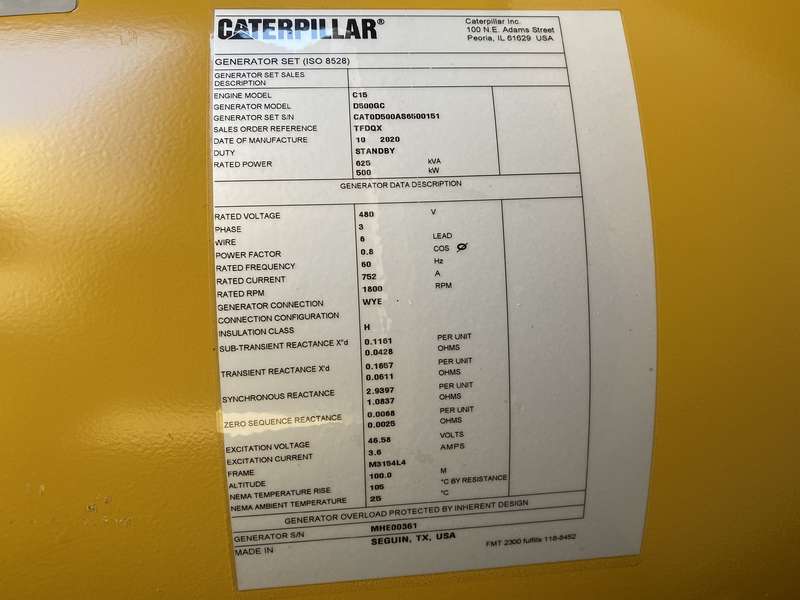 CATERPILLAR®
Caterpillar Inc.
100 N.E. Adams Street
Peoria, IL 61629 USA
GENERATOR SET (ISO 8528)
GENERATOR SET SALES
DESCRIPTION
ENGINE MODEL C15
GENERATOR MODEL D500GC
GENERATOR SET S/N CAT0D500AS6500151
SALES ORDER REFERENCE TFDQX
DATE OF MANUFACTURE 10 2020
DUTY STANDBY
RATED POWER 625 kVA
500 kW
GENERATOR DATA DESCRIPTION
RATED VOLTAGE 480 V
PHASE 3
WIRE 6 LEAD
POWER FACTOR 0.8 COS Ø
RATED FREQUENCY 60 Hz
RATED CURRENT 752 A
RATED RPM 1800 RPM
GENERATOR CONNECTION WYE
CONNECTION CONFIGURATION
INSULATION CLASS H
SUB-TRANSIENT REACTANCE X"d 0.1161 PER UNIT
0.0428 OHMS
TRANSIENT REACTANCE X'd 0.1657 PER UNIT
0.0611 OHMS
SYNCHRONOUS REACTANCE 2.9397 PER UNIT
1.0837 OHMS
ZERO SEQUENCE REACTANCE 0.0068 PER UNIT
0.0025 OHMS
EXCITATION VOLTAGE 46.58 VOLTS
EXCITATION CURRENT 3.6 AMPS
FRAME M3154L4
ALTITUDE 100.0 M
NEMA TEMPERATURE RISE 105 °C BY RESISTANCE
NEMA AMBIENT TEMPERATURE 25 °C
GENERATOR OVERLOAD PROTECTED BY INHERENT DESIGN
GENERATOR S/N MHE00361
MADE IN SEGUIN, TX, USA
FMT 2300 fulfills 118-8452